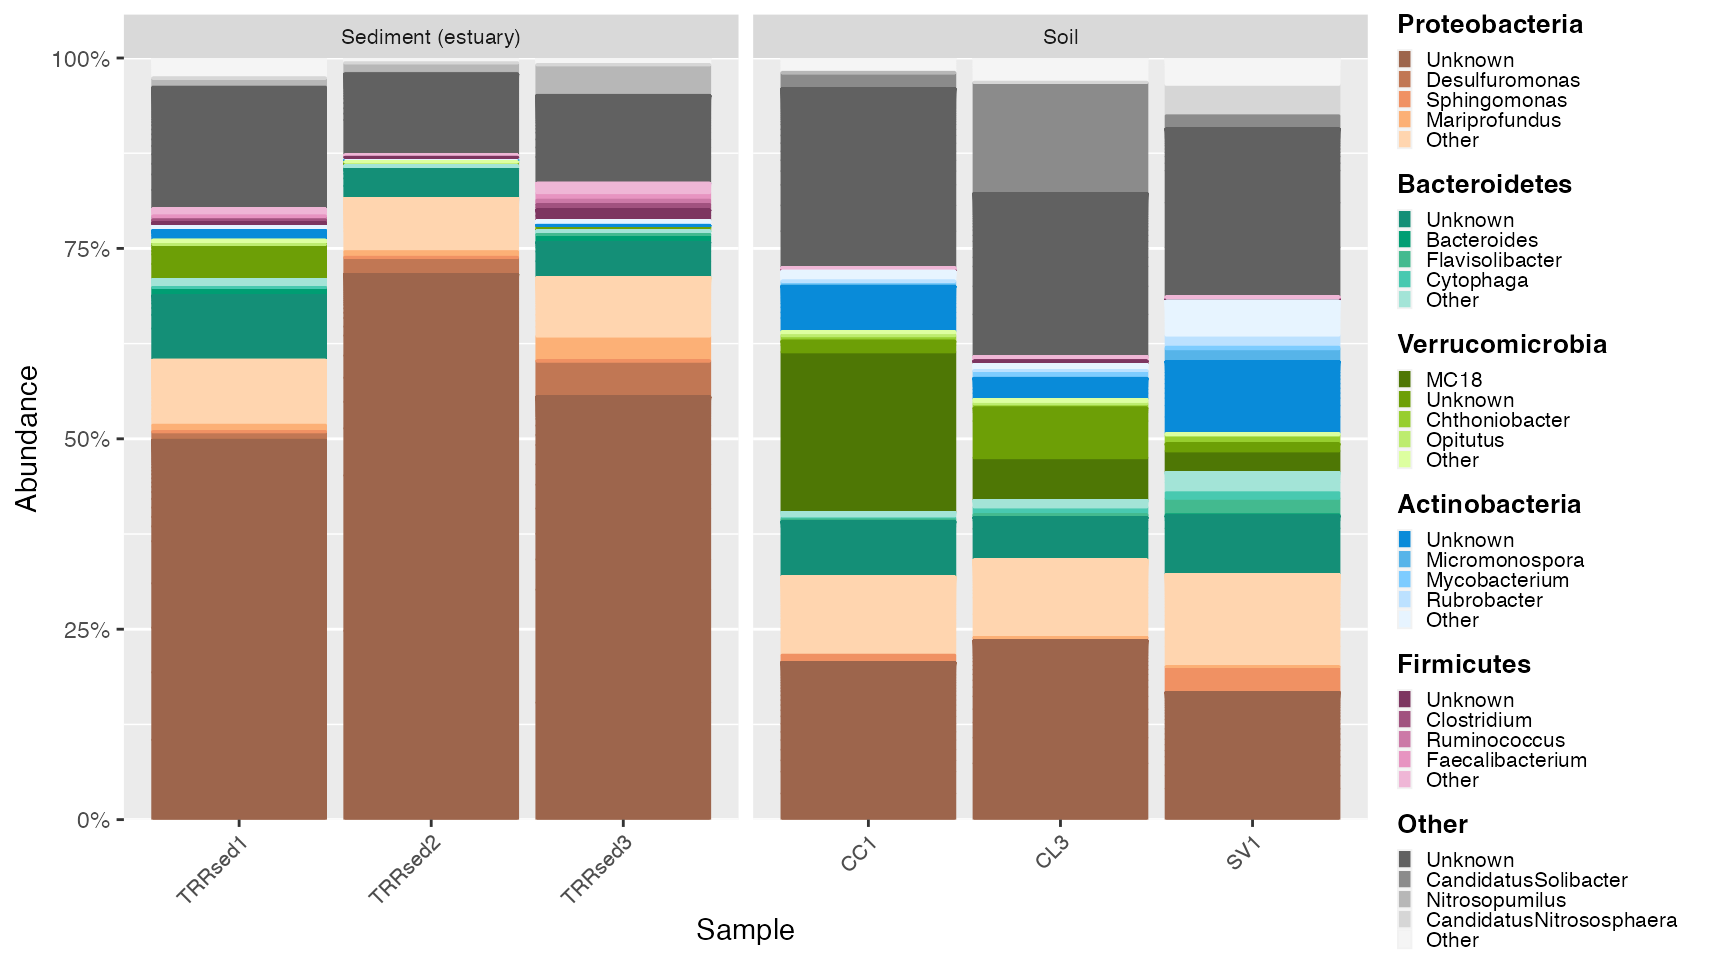 Sediment (estuary)
Soil
100%
75%
50%
25%
0%
Abundance
TRRsed1
TRRsed2
TRRsed3
CC1
CL3
SV1
Sample
Proteobacteria
Unknown
Desulfuromonas
Sphingomonas
Mariprofundus
Other
Bacteroidetes
Unknown
Bacteroides
Flavisolibacter
Cytophaga
Other
Verrucomicrobia
MC18
Unknown
Chthoniobacter
Opitutus
Other
Actinobacteria
Unknown
Micromonospora
Mycobacterium
Rubrobacter
Other
Firmicutes
Unknown
Clostridium
Ruminococcus
Faecalibacterium
Other
Other
Unknown
CandidatusSolibacter
Nitrosopumilus
CandidatusNitrososphaera
Other